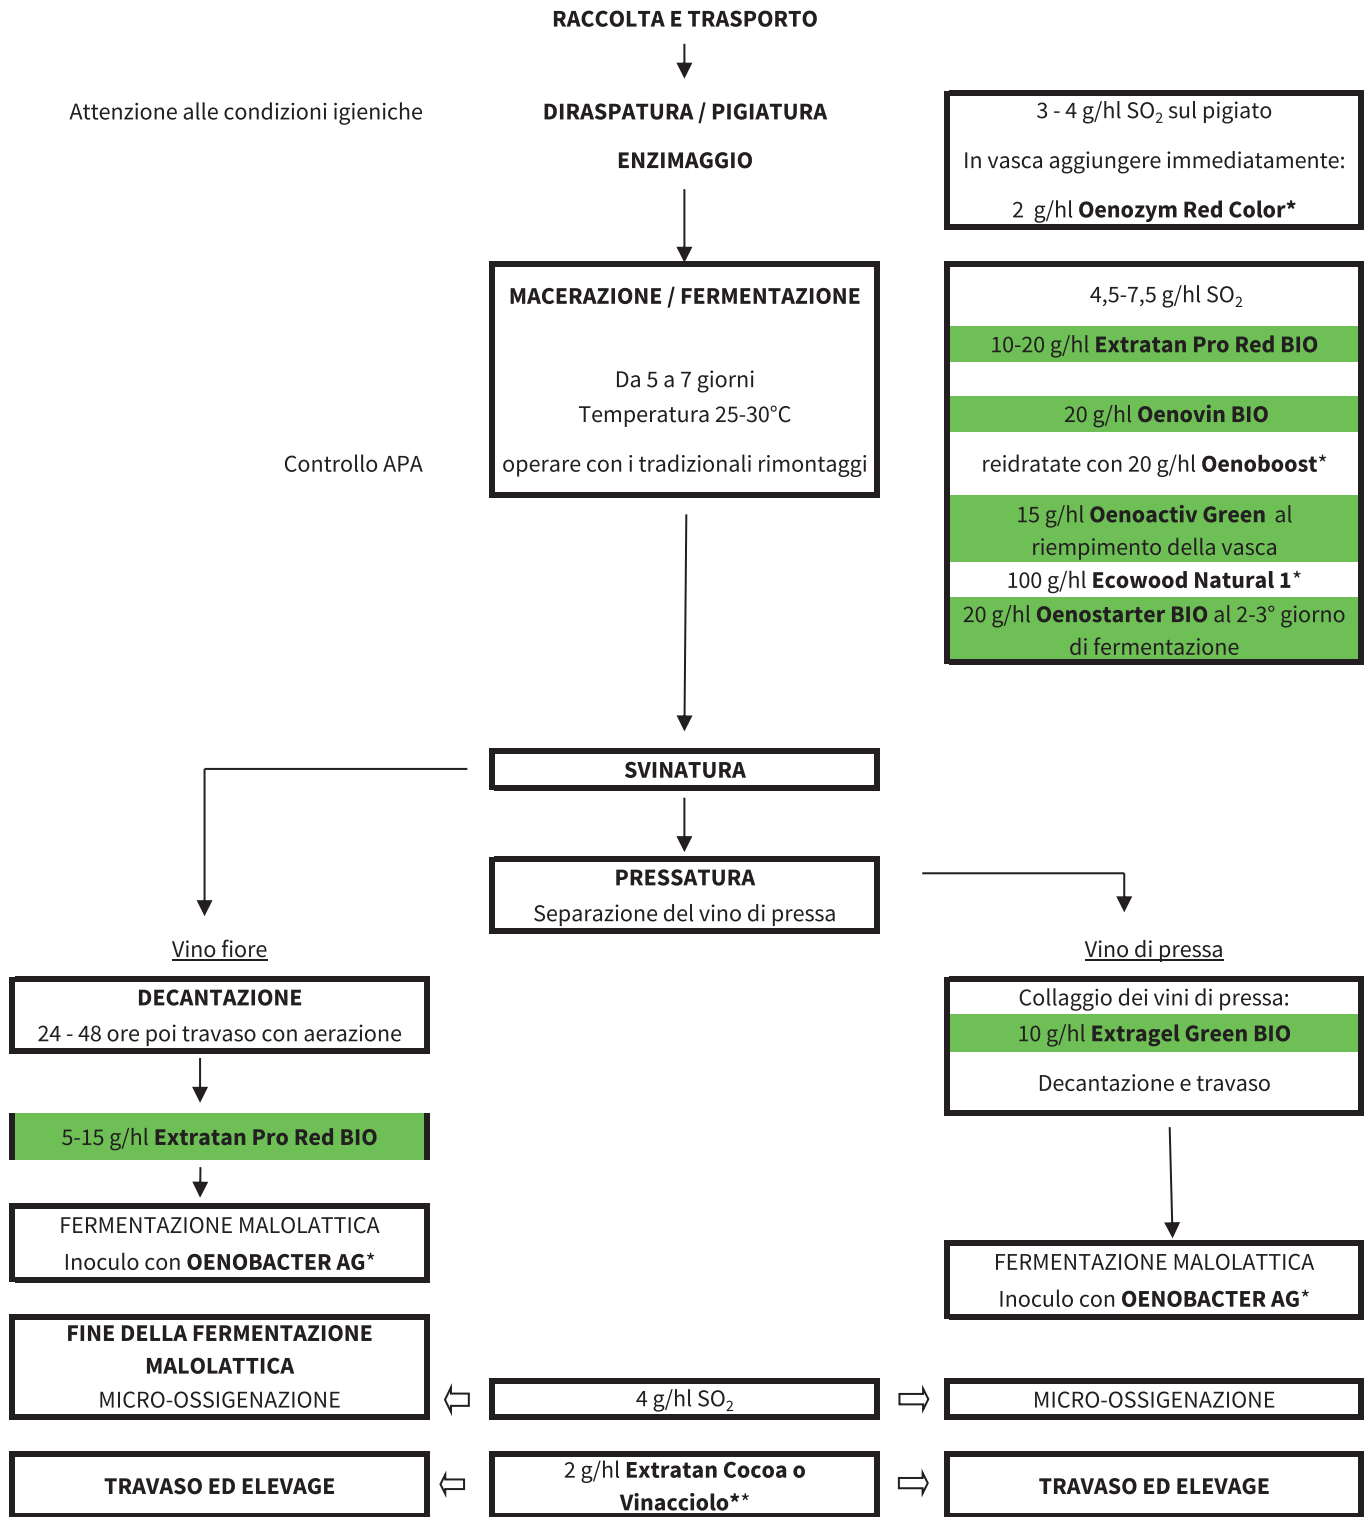 RACCOLTA E TRASPORTO
Attenzione alle condizioni igieniche
DIRASPATURA / PIGIATURA
ENZIMAGGIO
3 - 4 g/hl SO₂ sul pigiato
In vasca aggiungere immediatamente:
2 g/hl Oenozym Red Color*
MACERAZIONE / FERMENTAZIONE
Da 5 a 7 giorni
Temperatura 25-30°C
Controllo APA
operare con i tradizionali rimontaggi
4,5-7,5 g/hl SO₂
10-20 g/hl Extratan Pro Red BIO
20 g/hl Oenovin BIO
reidratate con 20 g/hl Oenoboost*
15 g/hl Oenoactiv Green al
riempimento della vasca
100 g/hl Ecowood Natural 1*
20 g/hl Oenostarter BIO al 2-3° giorno
di fermentazione
SVINATURA
PRESSATURA
Separazione del vino di pressa
Vino fiore
DECANTAZIONE
24 - 48 ore poi travaso con aerazione
5-15 g/hl Extratan Pro Red BIO
FERMENTAZIONE MALOLATTICA
Inoculo con OENOBACTER AG*
Vino di pressa
Collaggio dei vini di pressa:
10 g/hl Extragel Green BIO
Decantazione e travaso
FERMENTAZIONE MALOLATTICA
Inoculo con OENOBACTER AG*
FINE DELLA FERMENTAZIONE
MALOLATTICA
MICRO-OSSIGENAZIONE
4 g/hl SO₂
MICRO-OSSIGENAZIONE
TRAVASO ED ELEVAGE
2 g/hl Extratan Cocoa o
Vinacciolo**
TRAVASO ED ELEVAGE